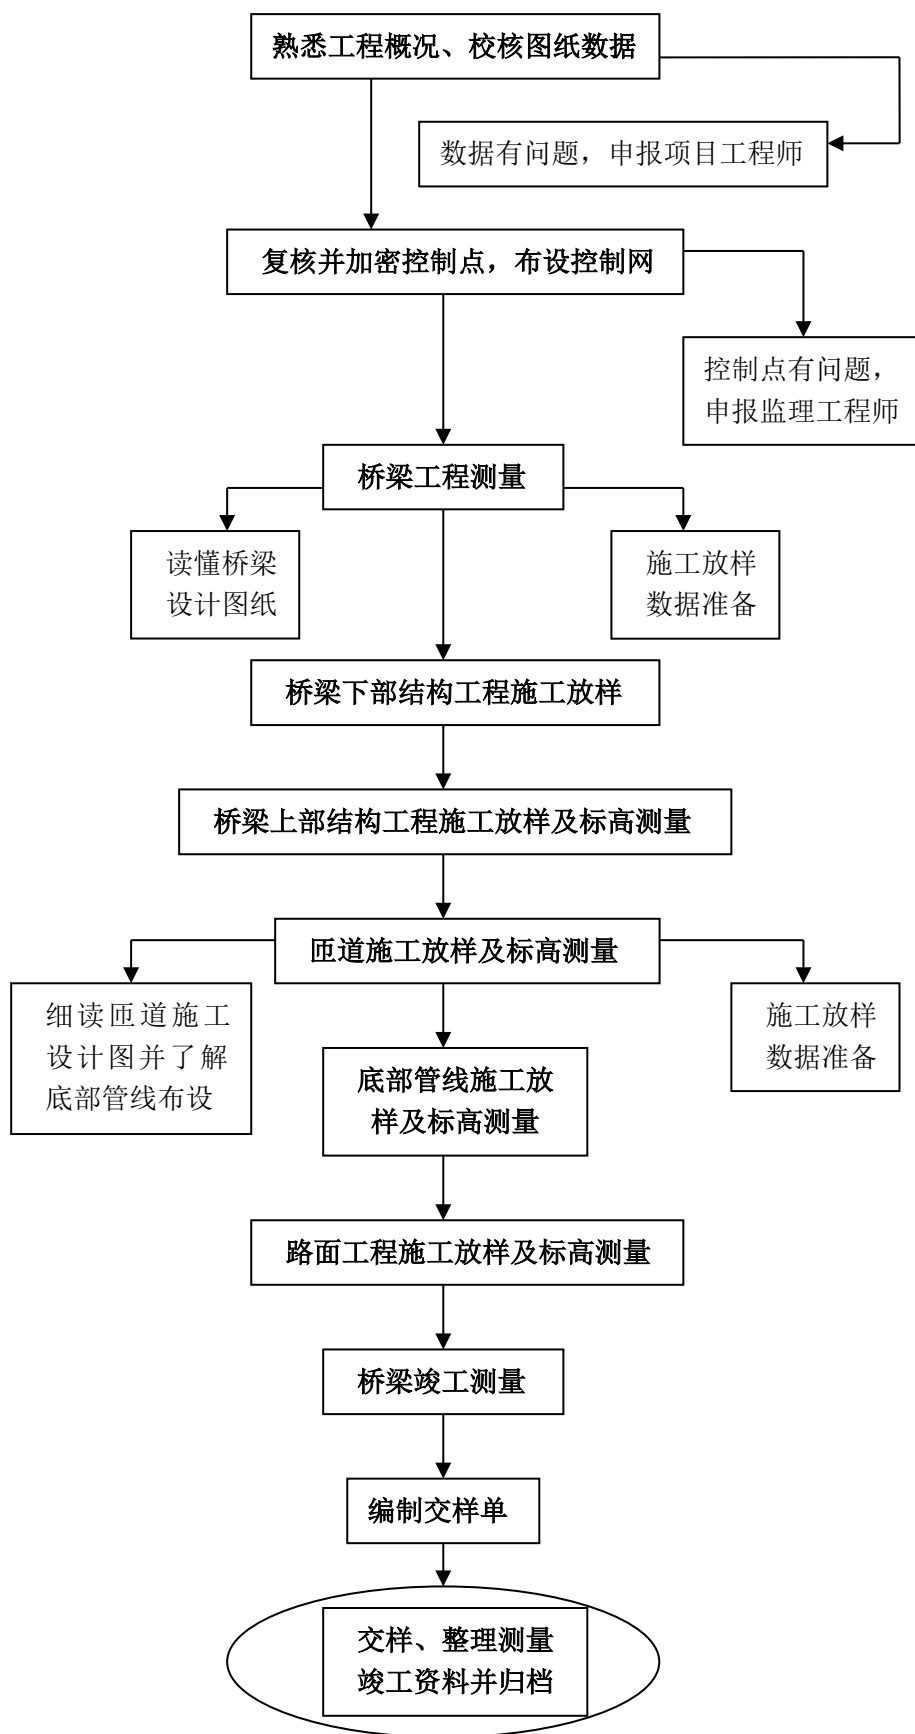 熟悉工程概况、校核图纸数据
数据有问题，申报项目工程师
复核并加密控制点，布设控制网
控制点有问题，
申报监理工程师
桥梁工程测量
读懂桥梁
设计图纸
施工放样
数据准备
桥梁下部结构工程施工放样
桥梁上部结构工程施工放样及标高测量
匝道施工放样及标高测量
细读匝道施工
设计图并了解
底部管线布设
施工放样
数据准备
底部管线施工放
样及标高测量
路面工程施工放样及标高测量
桥梁竣工测量
编制交样单
交样、整理测量
竣工资料并归档